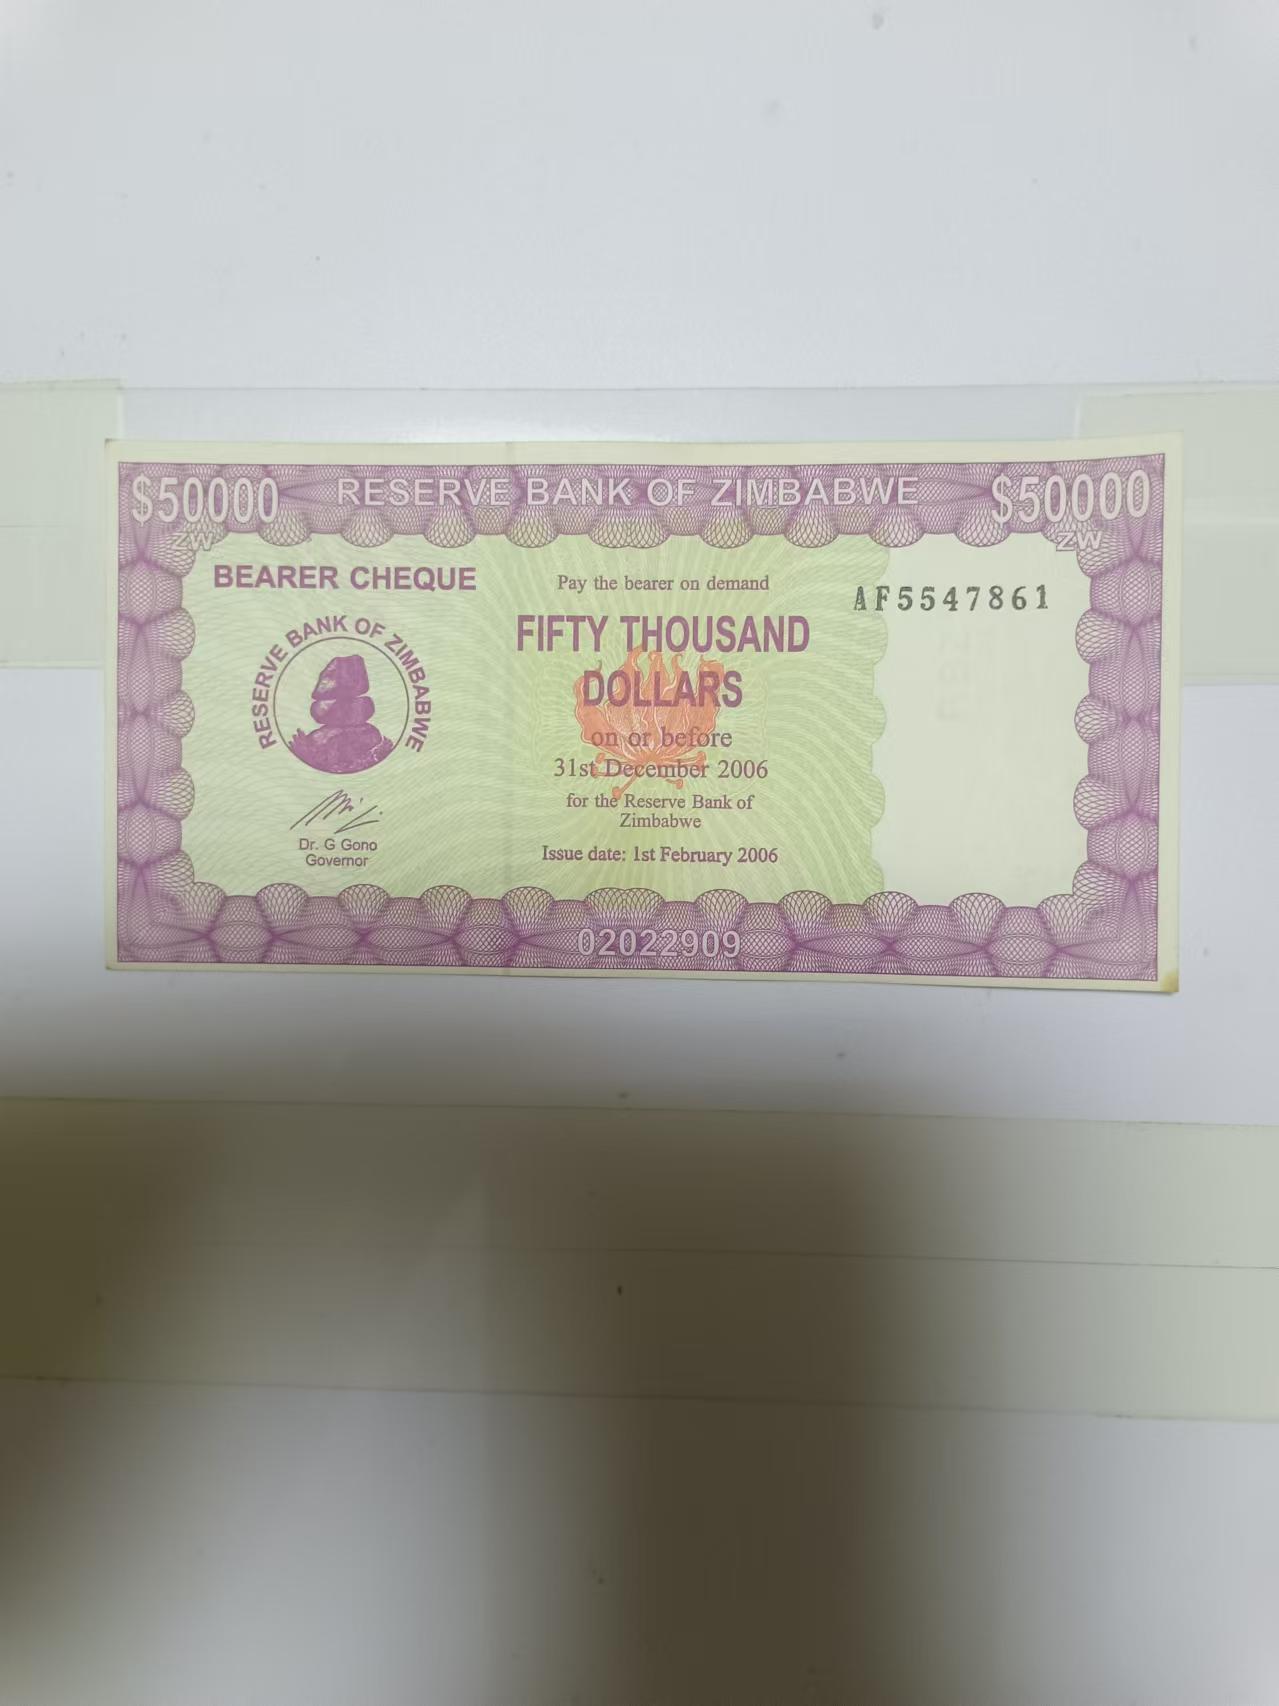 $50000 RESERVE BANK OF ZIMBABWE $50000
ZW ZW
BEARER CHEQUE
Pay the bearer on demand
AF5547861
FIFTY THOUSAND
DOLLARS
on or before
31st December 2006
for the Reserve Bank of
Zimbabwe
Issue date: 1st February 2006
RESERVE BANK OF ZIMBABWE
Dr. G Gono
Governor
02022909